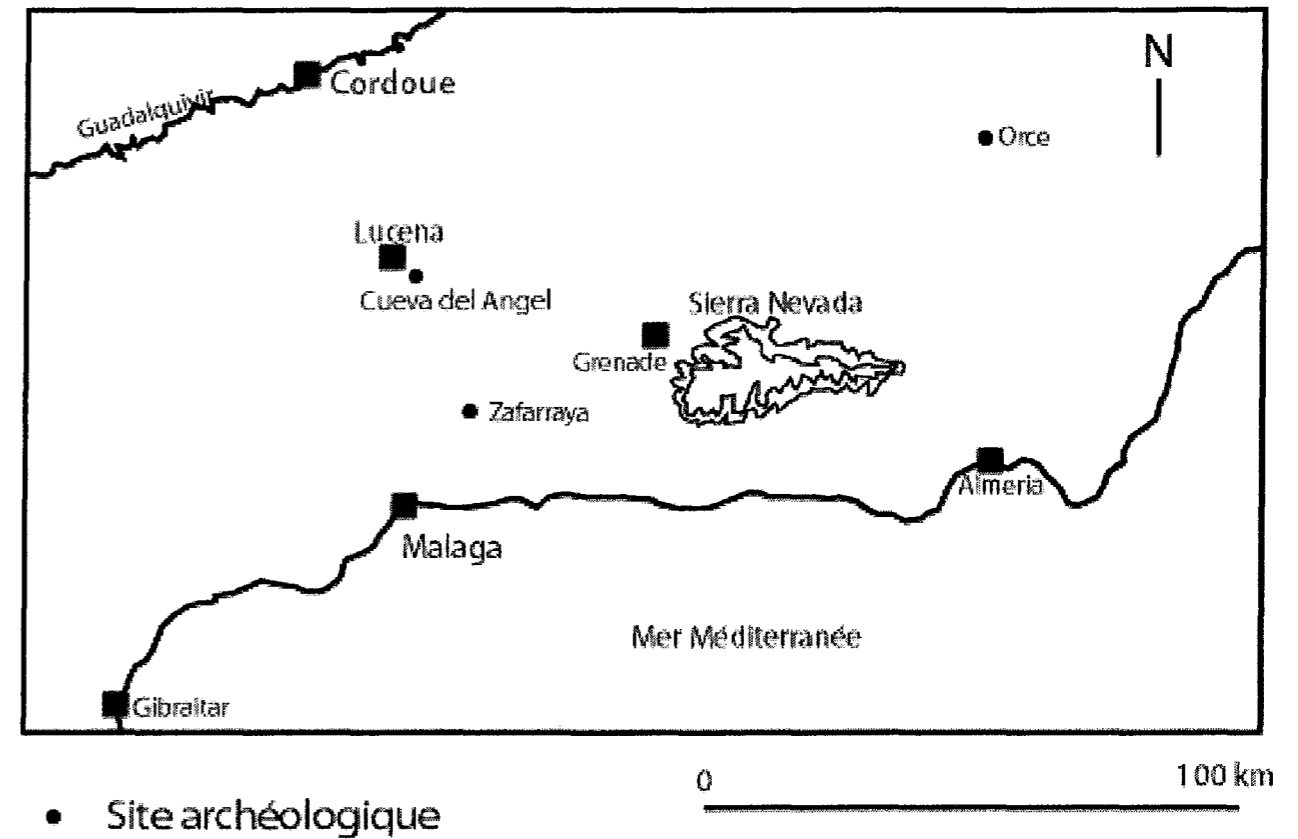 N
Cordoue
Guadalquivir
Orce
Lucena
Cueva del Angel
Sierra Nevada
Grenade
Zafarraya
Almeria
Malaga
Mer Méditerranée
Gibraltar
0 100 km
Site archéologique